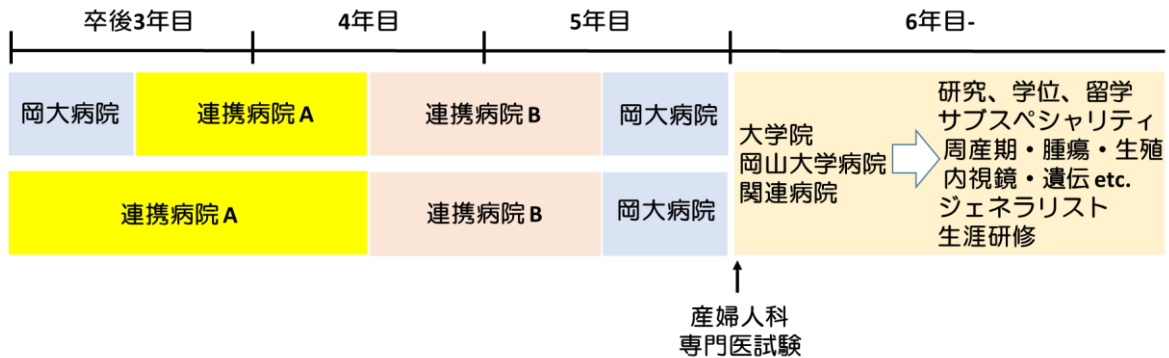 卒後3年目 4年目 5年目 6年目-
岡大病院 連携病院 A 連携病院 B 岡大病院
連携病院 A 連携病院 B 岡大病院
大学院
岡山大学病院
関連病院
研究、学位、留学
サブスペシャリティ
周産期・腫瘍・生殖
内視鏡・遺伝 etc.
ジェネラリスト
生涯研修
産婦人科
専門医試験